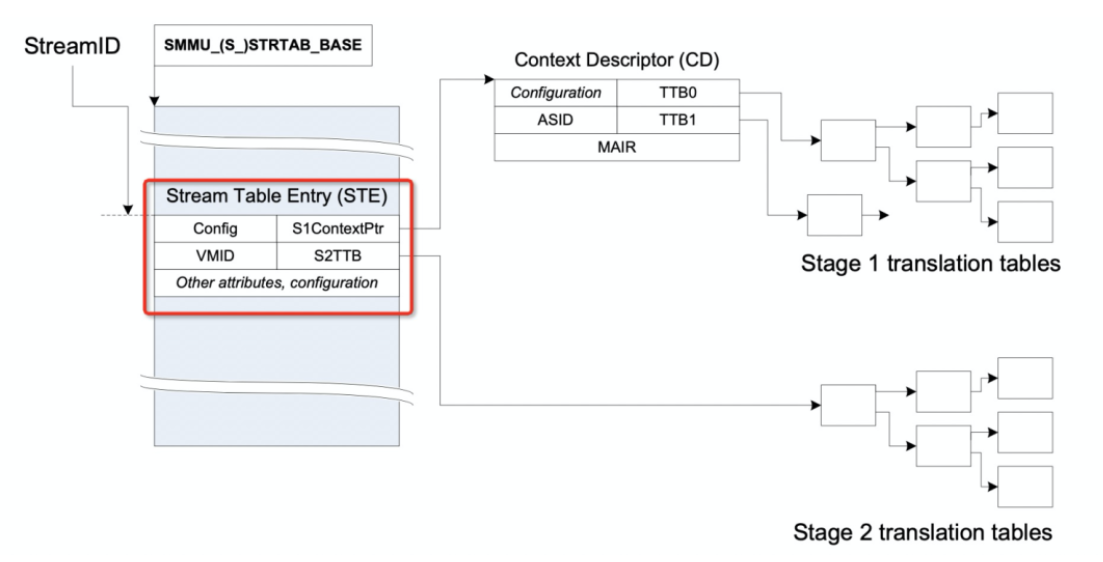 StreamID
SMMU_(S_)STRTAB_BASE
Context Descriptor (CD)
Configuration TTB0
ASID TTB1
MAIR
Stream Table Entry (STE)
Config S1ContextPtr
VMID S2TTB
Other attributes, configuration
Stage 1 translation tables
Stage 2 translation tables